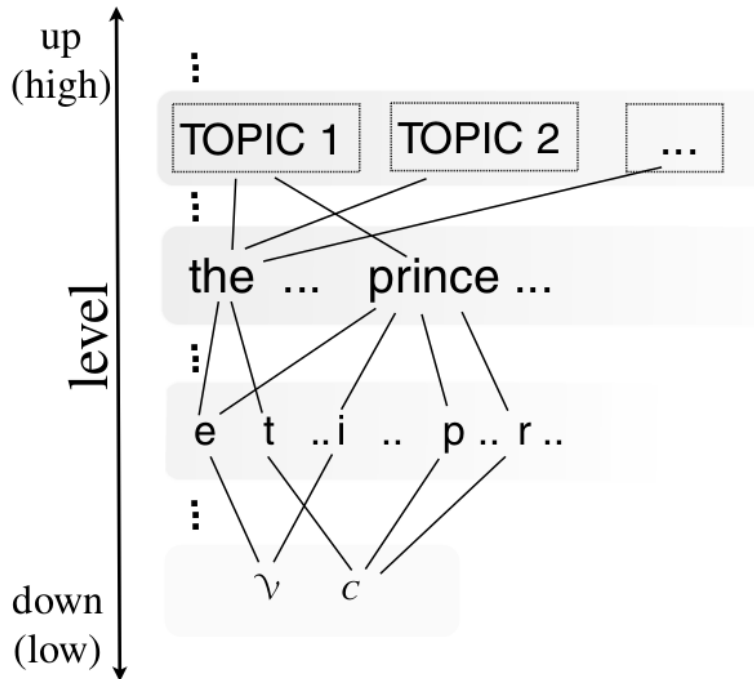 up
(high)
⋮
TOPIC 1 TOPIC 2 ...
⋮
the ... prince ...
level
⋮
e t ..i .. p .. r ..
⋮
v c
down
(low)